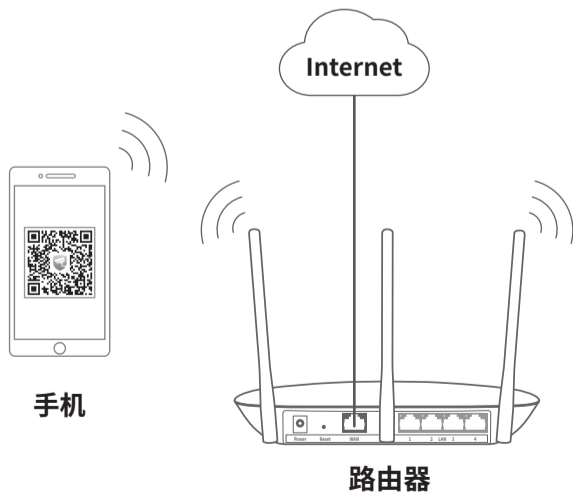 Internet
手机
Power Reset WAN 1 2 LAN 3 4
路由器